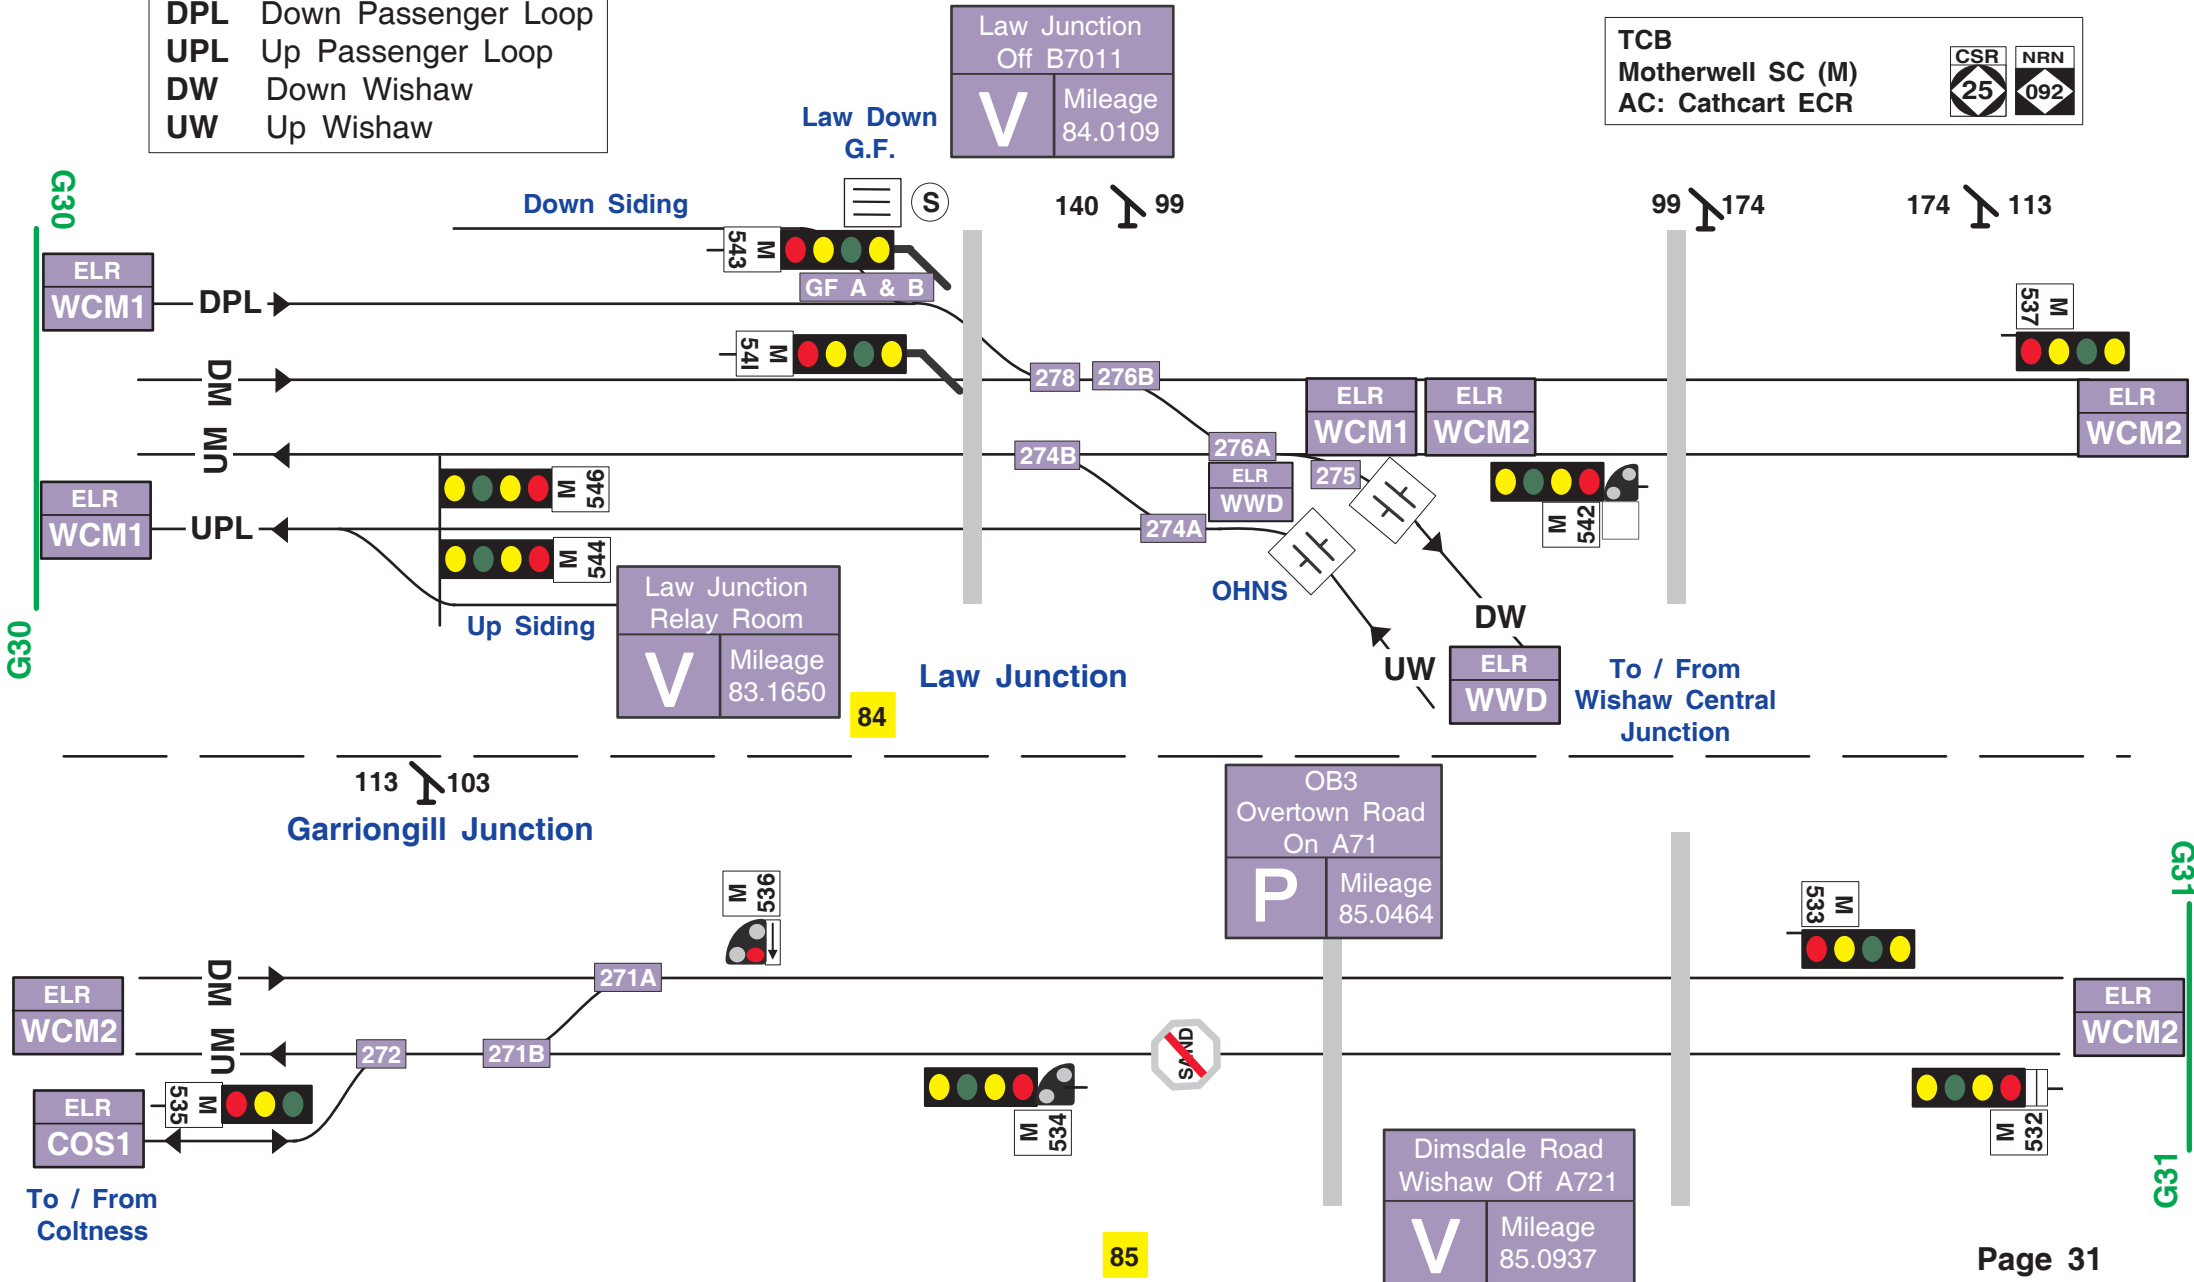 DPL Down Passenger Loop
UPL Up Passenger Loop
DW Down Wishaw
UW Up Wishaw
Law Junction
Off B7011
V Mileage
84.0109
TCB
Motherwell SC (M)
AC: Cathcart ECR
CSR
25
NRN
092
Law Down
G.F.
G30
Down Siding
S
140 99
99 174
174 113
M
543
GF A & B
ELR
WCM1
DPL
M
541
M
537
DM
278
276B
ELR
WCM1
ELR
WCM2
ELR
WCM2
UM
274B
276A
275
ELR
WWD
M
546
M
542
ELR
WCM1
UPL
274A
M
544
OHNS
Law Junction
Relay Room
V Mileage
83.1650
Up Siding
G30
DW
UW
ELR
WWD
To / From
Wishaw Central
Junction
Law Junction
84
113 103
Garriongill Junction
OB3
Overtown Road
On A71
P Mileage
85.0464
M
536
M
533
G31
ELR
WCM2
DM
271A
ELR
WCM2
UM
272
271B
SAND
M
535
ELR
COS1
M
534
M
532
To / From
Coltness
Dimsdale Road
Wishaw Off A721
V Mileage
85.0937
85
G31
Page 31